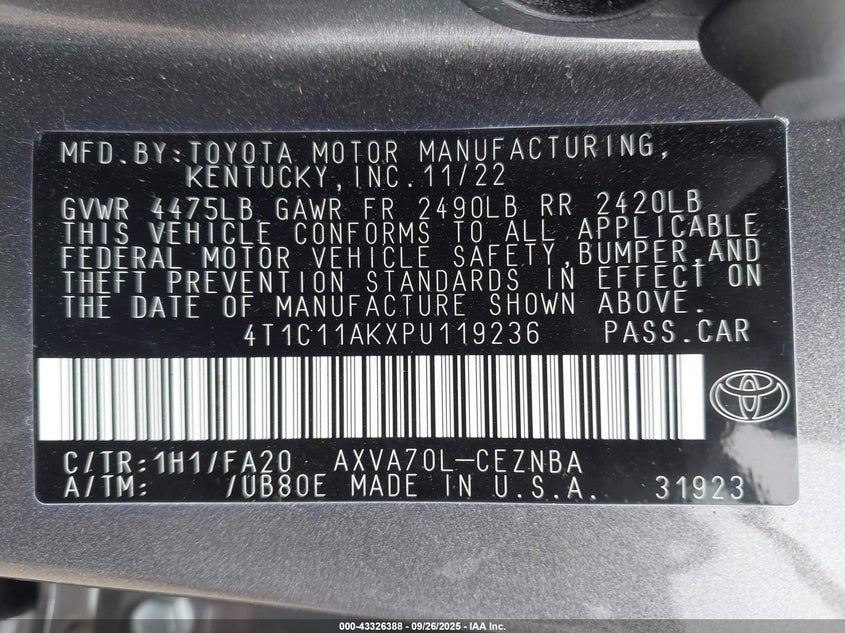 MFD.BY:TOYOTA MOTOR MANUFACTURING,
KENTUCKY,INC.11/22
GVWR 4475LB GAWR FR 2490LB RR 2420LB
THIS VEHICLE CONFORMS TO ALL APPLICABLE
FEDERAL MOTOR VEHICLE SAFETY,BUMPER,AND
THEFT PREVENTION STANDARDS IN EFFECT ON
THE DATE OF MANUFACTURE SHOWN ABOVE.
4T1C11AKXPU119236 PASS.CAR
C/TR:1H1/FA20 AXVA70L-CEZNBA
A/TM: /UB80E MADE IN U.S.A. 31923
000-43326388 - 09/26/2025 - IAA Inc.